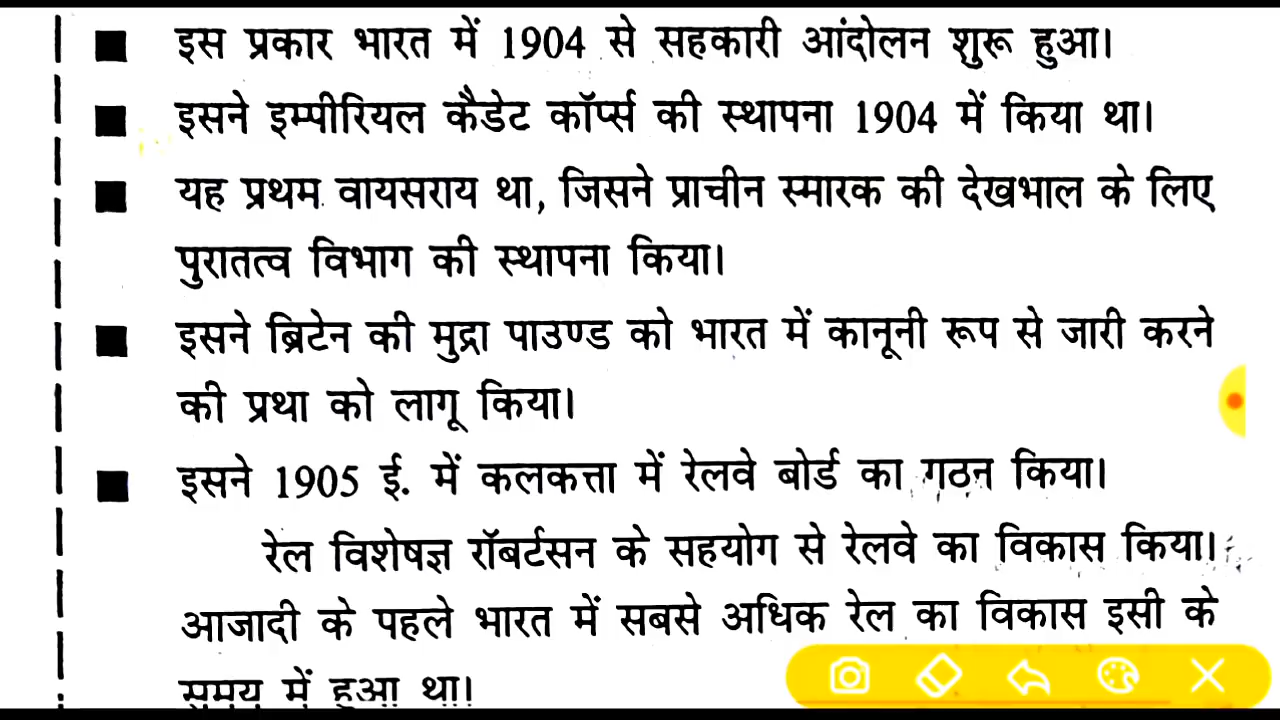 ■ इस प्रकार भारत में 1904 से सहकारी आंदोलन शुरू हुआ।
■ इसने इम्पीरियल कैडेट कॉर्प्स की स्थापना 1904 में किया था।
■ यह प्रथम वायसराय था, जिसने प्राचीन स्मारक की देखभाल के लिए
पुरातत्व विभाग की स्थापना किया।
■ इसने ब्रिटेन की मुद्रा पाउण्ड को भारत में कानूनी रूप से जारी करने
की प्रथा को लागू किया।
■ इसने 1905 ई. में कलकत्ता में रेलवे बोर्ड का गठन किया।
रेल विशेषज्ञ रॉबर्टसन के सहयोग से रेलवे का विकास किया।
आजादी के पहले भारत में सबसे अधिक रेल का विकास इसी के
समय में हुआ था।